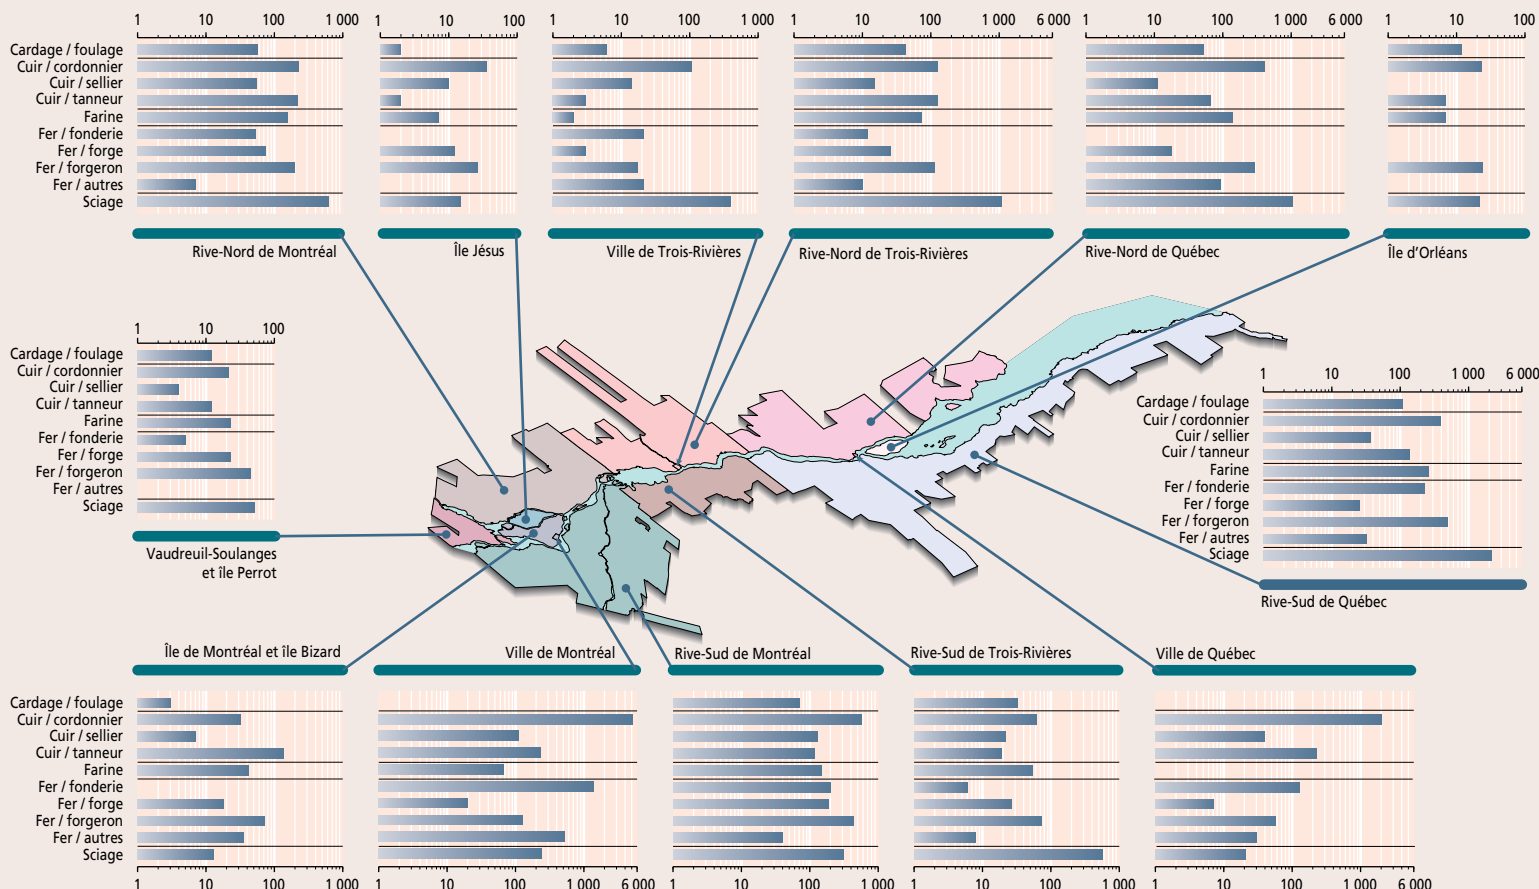 1 10 100 1 000
1 10 100
1 10 100 1 000
1 10 100 1 000 6 000
1 10 100 1 000 6 000
1 10 100
Cardage / foulage
Cuir / cordonnier
Cuir / sellier
Cuir / tanneur
Farine
Fer / fonderie
Fer / forge
Fer / forgeron
Fer / autres
Sciage
Rive-Nord de Montréal
Île Jésus
Ville de Trois-Rivières
Rive-Nord de Trois-Rivières
Rive-Nord de Québec
Île d'Orléans
1 10 100
Cardage / foulage
Cuir / cordonnier
Cuir / sellier
Cuir / tanneur
Farine
Fer / fonderie
Fer / forge
Fer / forgeron
Fer / autres
Sciage
Vaudreuil-Soulanges
et île Perrot
1 10 100 1 000 6 000
Cardage / foulage
Cuir / cordonnier
Cuir / sellier
Cuir / tanneur
Farine
Fer / fonderie
Fer / forge
Fer / forgeron
Fer / autres
Sciage
Rive-Sud de Québec
Île de Montréal et île Bizard
Ville de Montréal
Rive-Sud de Montréal
Rive-Sud de Trois-Rivières
Ville de Québec
Cardage / foulage
Cuir / cordonnier
Cuir / sellier
Cuir / tanneur
Farine
Fer / fonderie
Fer / forge
Fer / forgeron
Fer / autres
Sciage
1 10 100 1 000
1 10 100 1 000 6 000
1 10 100 1 000
1 10 100 1 000
1 10 100 1 000 6 000